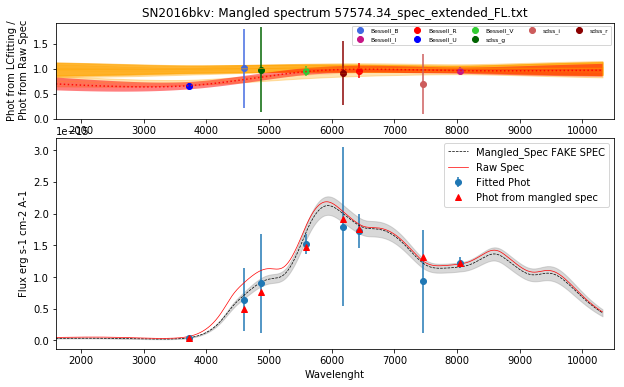 SN2016bkv: Mangled spectrum 57574.34_spec_extended_FL.txt
Phot from LCfitting /
Phot from Raw Spec
1.5
1.0
0.5
0.0
Bessell_B
Bessell_I
Bessell_R
Bessell_U
Bessell_V
sdss_g
sdss_i
sdss_r
2000 3000 4000 5000 6000 7000 8000 9000 10000
Flux erg s-1 cm-2 A-1
3.0
2.5
2.0
1.5
1.0
0.5
0.0
Mangled_Spec FAKE SPEC
Raw Spec
Fitted Phot
Phot from mangled spec
2000 3000 4000 5000 6000 7000 8000 9000 10000
Wavelenght